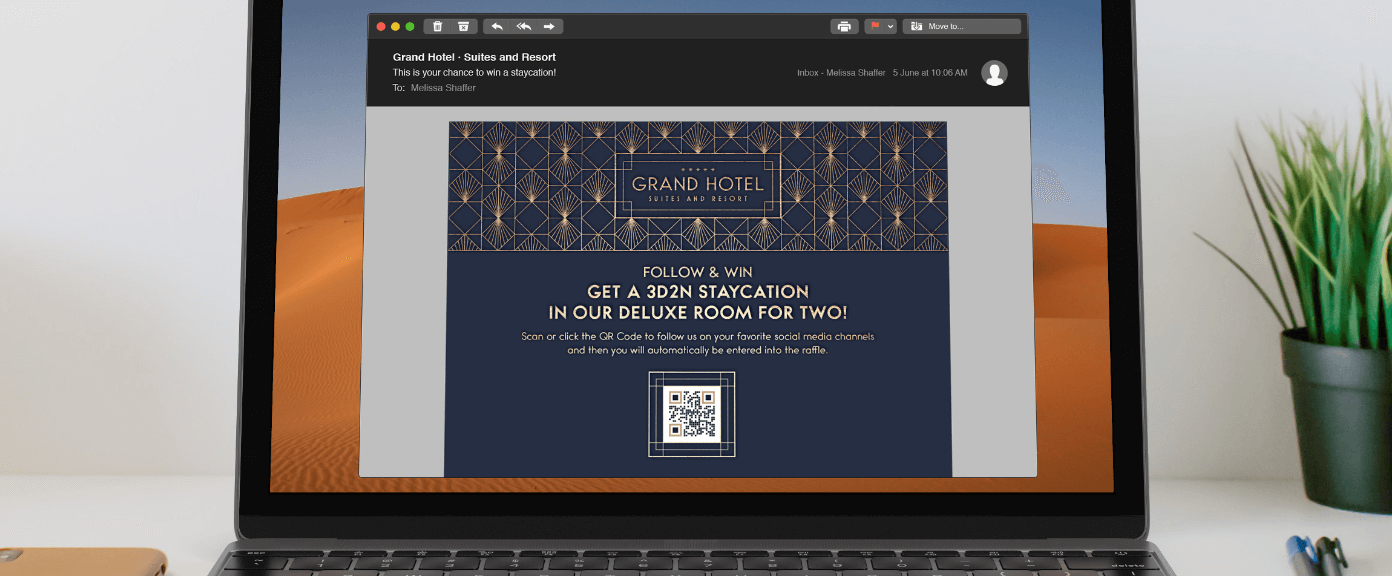 Move to...
Grand Hotel · Suites and Resort
This is your chance to win a staycation!
Inbox - Melissa Shaffer 5 June at 10:06 AM
To: Melissa Shaffer
GRAND HOTEL
SUITES AND RESORT
FOLLOW & WIN
GET A 3D2N STAYCATION
IN OUR DELUXE ROOM FOR TWO!
Scan or click the QR Code to follow us on your favorite social media channels
and then you will automatically be entered into the raffle.
delete